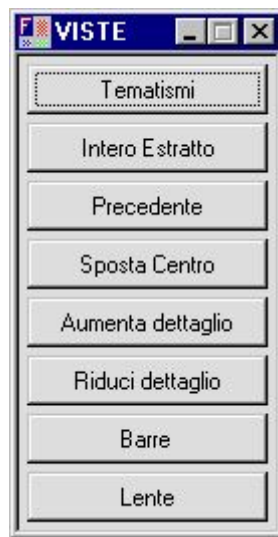 VISTE
Tematismi
Intero Estratto
Precedente
Sposta Centro
Aumenta dettaglio
Riduci dettaglio
Barre
Lente